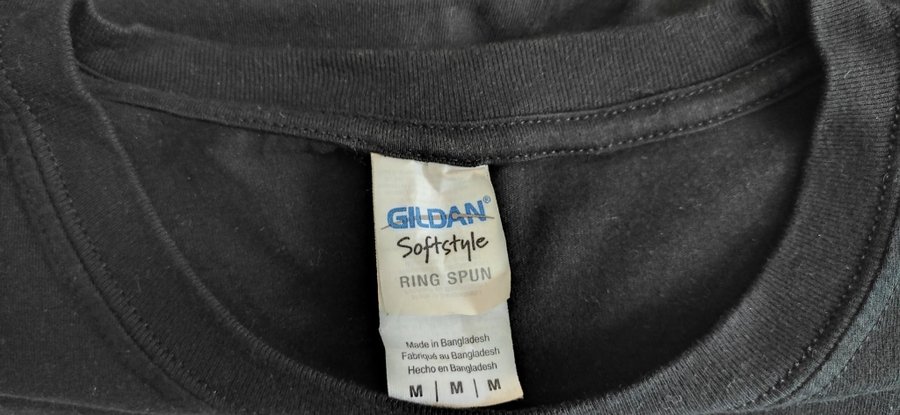 GILDAN®
Softstyle
RING SPUN
Made in Bangladesh
Fabriqué au Bangladesh
Hecho en Bangladesh
M | M | M